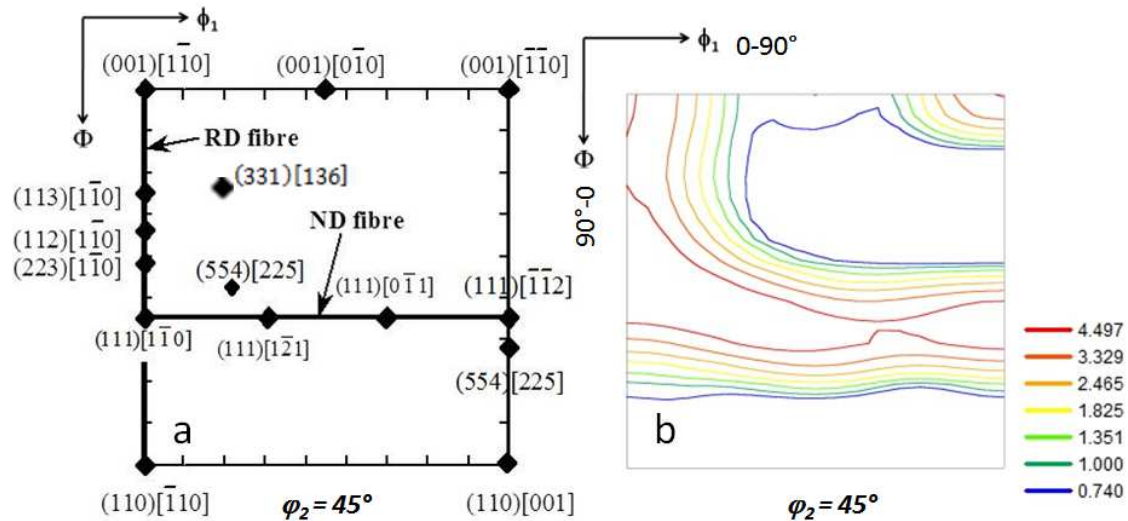 ϕ₁
ϕ₁ 0-90°
(001)[11̄0]
(001)[01̄0]
(001)[1̄1̄0]
Φ
Φ
90°-0
RD fibre
(331)[136]
(113)[11̄0]
ND fibre
(112)[11̄0]
(223)[11̄0]
(554)[225]
(111)[01̄1]
(111)[1̄1̄2]
(111)[11̄0]
(111)[12̄1]
(554)[225]
4.497
3.329
2.465
1.825
1.351
1.000
0.740
a
b
(110)[1̄10]
φ₂ = 45°
(110)[001]
φ₂ = 45°